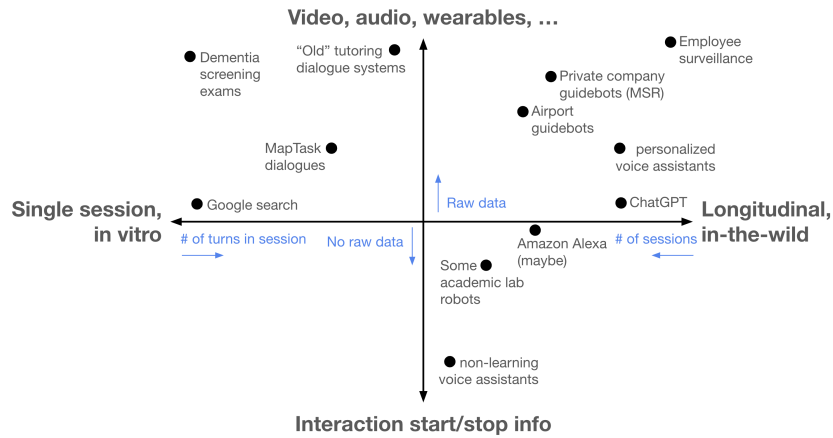 Video, audio, wearables, …
Dementia
screening
exams
“Old” tutoring
dialogue systems
Employee
surveillance
Private company
guidebots (MSR)
Airport
guidebots
MapTask
dialogues
personalized
voice assistants
Google search
Raw data
ChatGPT
Single session,
in vitro
Longitudinal,
in-the-wild
# of turns in session
No raw data
Amazon Alexa
(maybe)
# of sessions
Some
academic lab
robots
non-learning
voice assistants
Interaction start/stop info